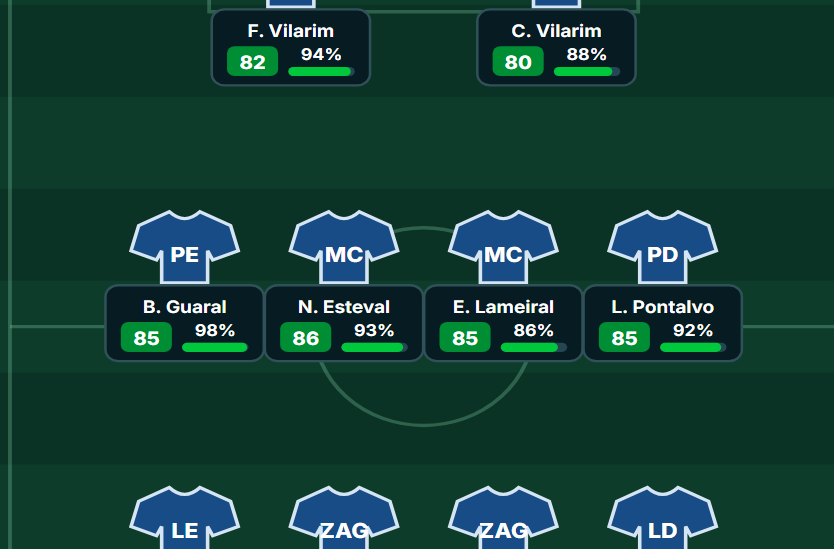 F. Vilarim
82 94%
C. Vilarim
80 88%
PE
MC
MC
PD
B. Guaral
85 98%
N. Esteval
86 93%
E. Lameiral
85 86%
L. Pontalvo
85 92%
LE
ZAG
ZAG
LD